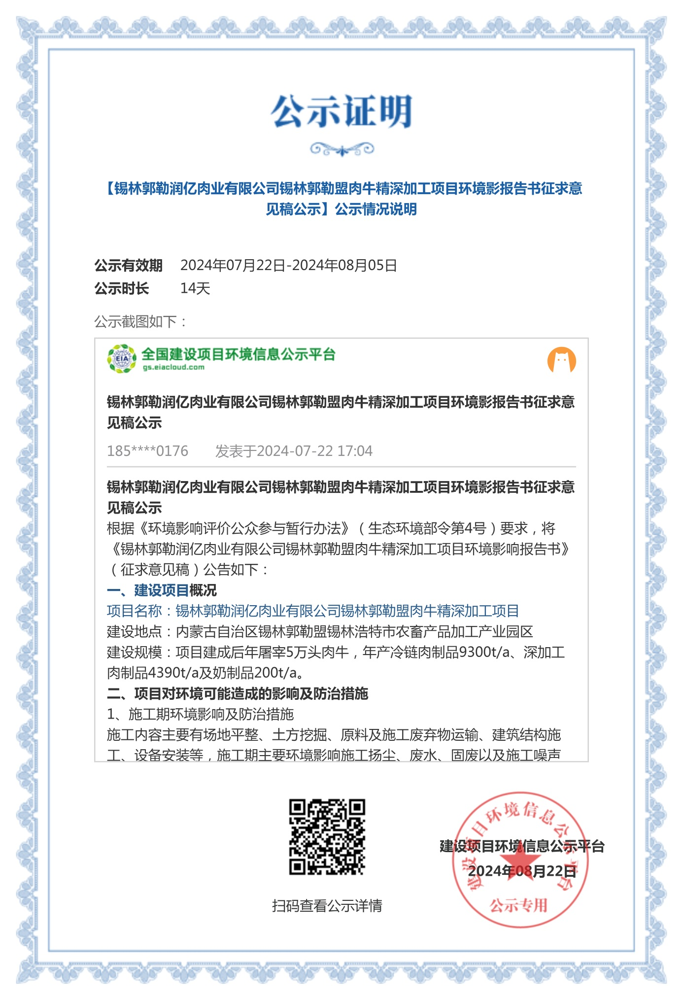 公示证明
【锡林郭勒润亿肉业有限公司锡林郭勒盟肉牛精深加工项目环境影报告书征求意
见稿公示】公示情况说明
公示有效期 2024年07月22日-2024年08月05日
公示时长 14天
公示截图如下：
EIA
全国建设项目环境信息公示平台
gs.eiacloud.com
锡林郭勒润亿肉业有限公司锡林郭勒盟肉牛精深加工项目环境影报告书征求意
见稿公示
185****0176 发表于2024-07-22 17:04
锡林郭勒润亿肉业有限公司锡林郭勒盟肉牛精深加工项目环境影报告书征求意
见稿公示
根据《环境影响评价公众参与暂行办法》（生态环境部令第4号）要求，将
《锡林郭勒润亿肉业有限公司锡林郭勒盟肉牛精深加工项目环境影响报告书》
（征求意见稿）公告如下：
一、建设项目概况
项目名称：锡林郭勒润亿肉业有限公司锡林郭勒盟肉牛精深加工项目
建设地点：内蒙古自治区锡林郭勒盟锡林浩特市农畜产品加工产业园区
建设规模：项目建成后年屠宰5万头肉牛，年产冷链肉制品9300t/a、深加工
肉制品4390t/a及奶制品200t/a。
二、项目对环境可能造成的影响及防治措施
1、施工期环境影响及防治措施
施工内容主要有场地平整、土方挖掘、原料及施工废弃物运输、建筑结构施
工、设备安装等，施工期主要环境影响施工扬尘、废水、固废以及施工噪声
扫码查看公示详情
建设项目环境信息公示平台
2024年08月22日
建设项目环境信息公示平台
公示专用